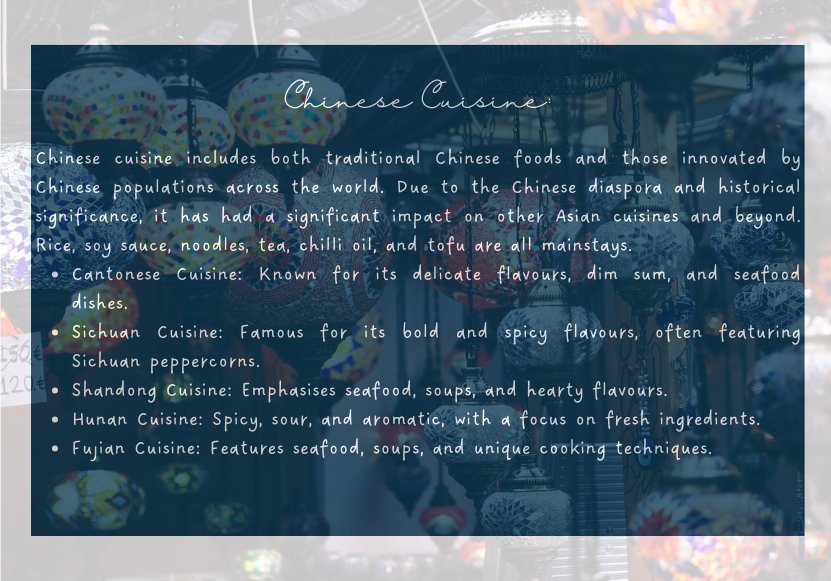 Chinese Cuisine:
Chinese cuisine includes both traditional Chinese foods and those innovated by
Chinese populations across the world. Due to the Chinese diaspora and historical
significance, it has had a significant impact on other Asian cuisines and beyond.
Rice, soy sauce, noodles, tea, chilli oil, and tofu are all mainstays.
• Cantonese Cuisine: Known for its delicate flavours, dim sum, and seafood
dishes.
• Sichuan Cuisine: Famous for its bold and spicy flavours, often featuring
Sichuan peppercorns.
• Shandong Cuisine: Emphasises seafood, soups, and hearty flavours.
• Hunan Cuisine: Spicy, sour, and aromatic, with a focus on fresh ingredients.
• Fujian Cuisine: Features seafood, soups, and unique cooking techniques.
150€
120€